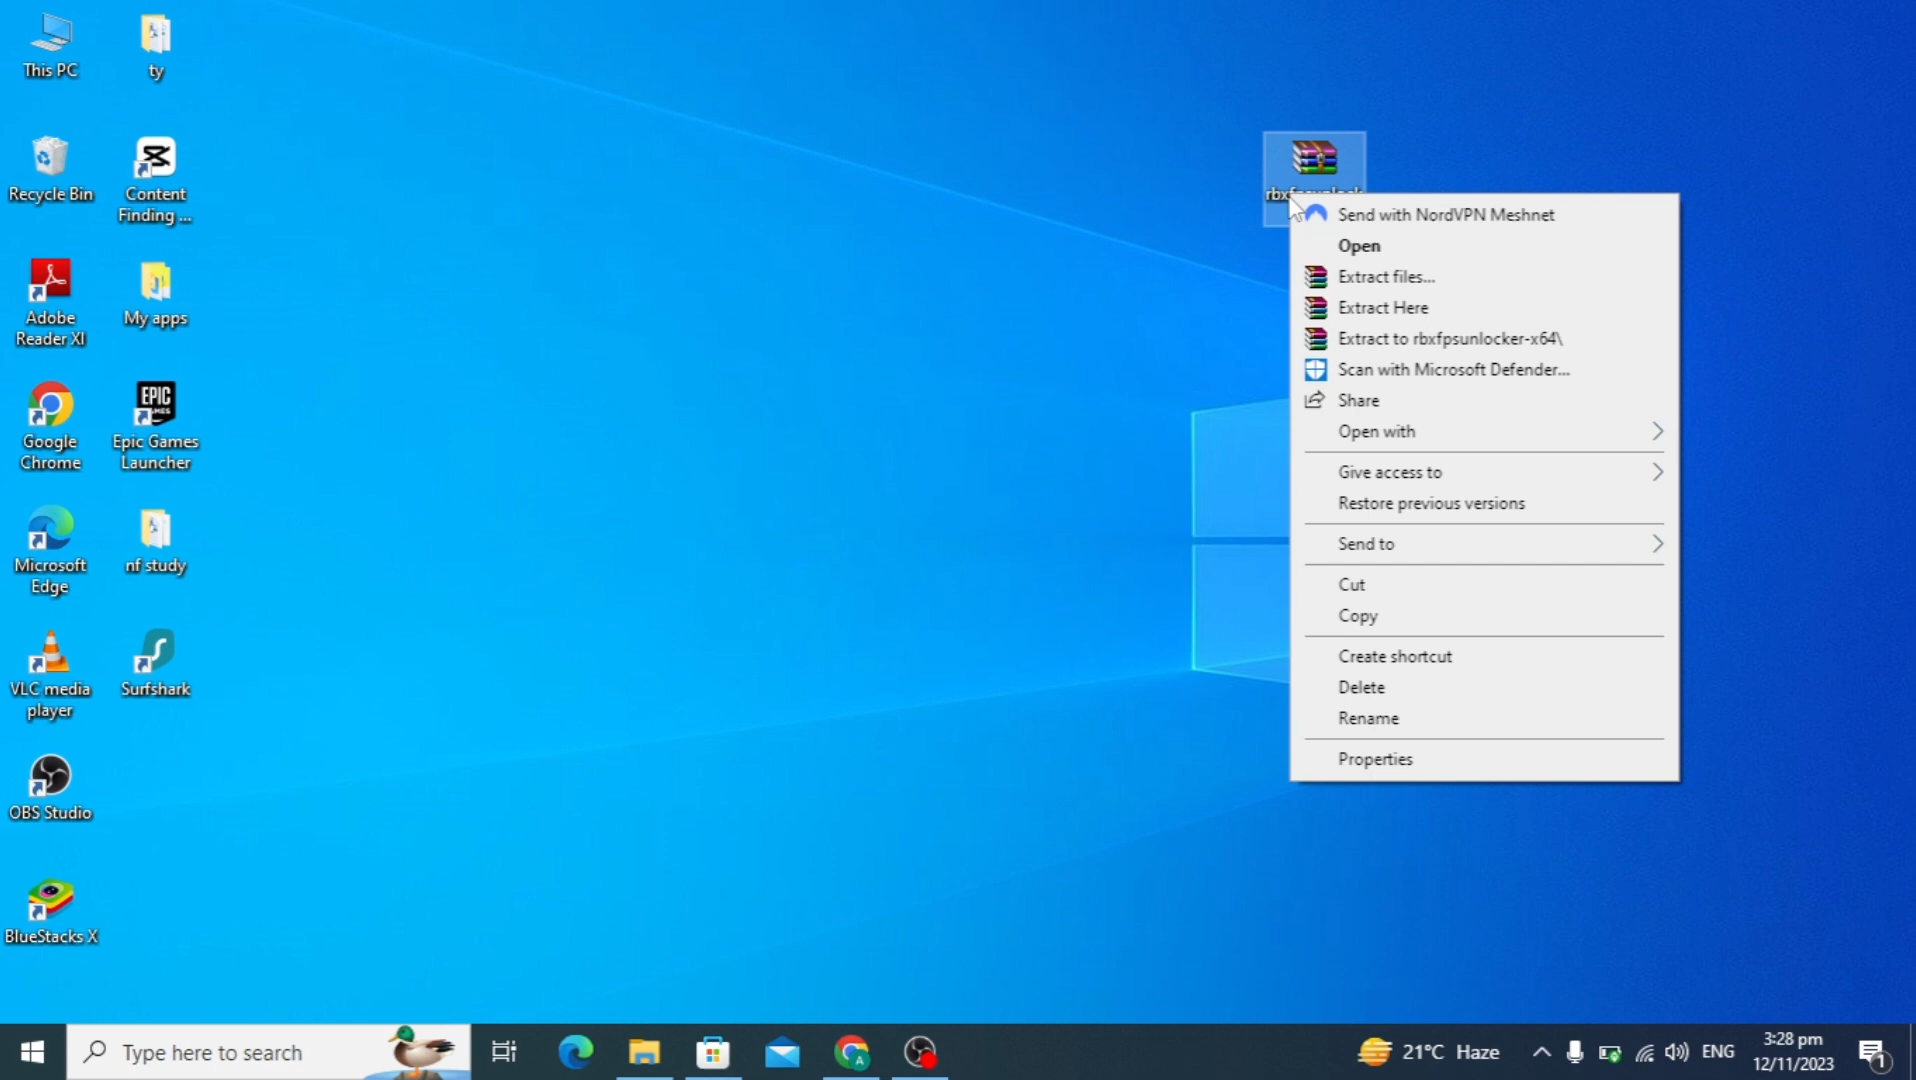 This PC
ty
Recycle Bin
Content
Finding ...
Adobe
Reader XI
My apps
Google
Chrome
EPIC
GAMES
Epic Games
Launcher
Microsoft
Edge
nf study
VLC media
player
Surfshark
OBS Studio
BlueStacks X
Send with NordVPN Meshnet
Open
Extract files...
Extract Here
Extract to rbxfpsunlocker-x64\
Scan with Microsoft Defender...
Share
Open with
Give access to
Restore previous versions
Send to
Cut
Copy
Create shortcut
Delete
Rename
Properties
Type here to search
A
21°C Haze
ENG
3:28 pm
12/11/2023
1